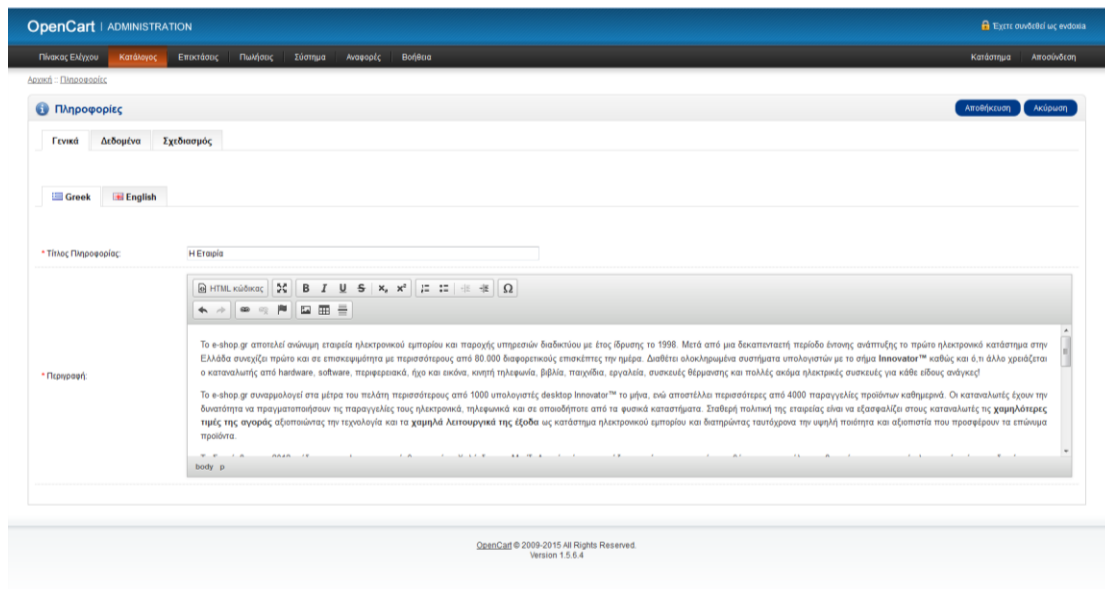 OpenCart | ADMINISTRATION
Έχετε συνδεθεί ως evdokia
Πίνακας Ελέγχου Κατάλογος Επεκτάσεις Πωλήσεις Σύστημα Αναφορές Βοήθεια Κατάστημα Αποσύνδεση
Αρχική :: Πληροφορίες
Πληροφορίες Αποθήκευση Ακύρωση
Γενικά Δεδομένα Σχεδιασμός
Greek English
* Τίτλος Πληροφορίας: Η Εταιρία
HTML κώδικας B I U S x₂ x² Ω
Το e-shop.gr αποτελεί ανώνυμη εταιρεία ηλεκτρονικού εμπορίου και παροχής υπηρεσιών διαδικτύου με έτος ίδρυσης το 1998. Μετά από μια δεκαπενταετή περίοδο έντονης ανάπτυξης το πρώτο ηλεκτρονικό κατάστημα στην
Ελλάδα συνεχίζει πρώτο και σε επισκεψιμότητα με περισσότερους από 80.000 διαφορετικούς επισκέπτες την ημέρα. Διαθέτει ολοκληρωμένα συστήματα υπολογιστών με το σήμα Innovator™ καθώς και ό,τι άλλο χρειάζεται
ο καταναλωτής από hardware, software, περιφερειακά, ήχο και εικόνα, κινητή τηλεφωνία, βιβλία, παιχνίδια, εργαλεία, συσκευές θέρμανσης και πολλές ακόμα ηλεκτρικές συσκευές για κάθε είδους ανάγκες!
* Περιγραφή:
Το e-shop.gr συναρμολογεί στα μέτρα του πελάτη περισσότερους από 1000 υπολογιστές desktop Innovator™ το μήνα, ενώ αποστέλλει περισσότερες από 4000 παραγγελίες προϊόντων καθημερινά. Οι καταναλωτές έχουν την
δυνατότητα να πραγματοποιήσουν τις παραγγελίες τους ηλεκτρονικά, τηλεφωνικά και σε οποιοδήποτε από τα φυσικά καταστήματα. Σταθερή πολιτική της εταιρείας είναι να εξασφαλίζει στους καταναλωτές τις χαμηλότερες
τιμές της αγοράς αξιοποιώντας την τεχνολογία και τα χαμηλά λειτουργικά της έξοδα ως κατάστημα ηλεκτρονικού εμπορίου και διατηρώντας ταυτόχρονα την υψηλή ποιότητα και αξιοπιστία που προσφέρουν τα επώνυμα
προϊόντα.
body p
OpenCart © 2009-2015 All Rights Reserved.
Version 1.5.6.4